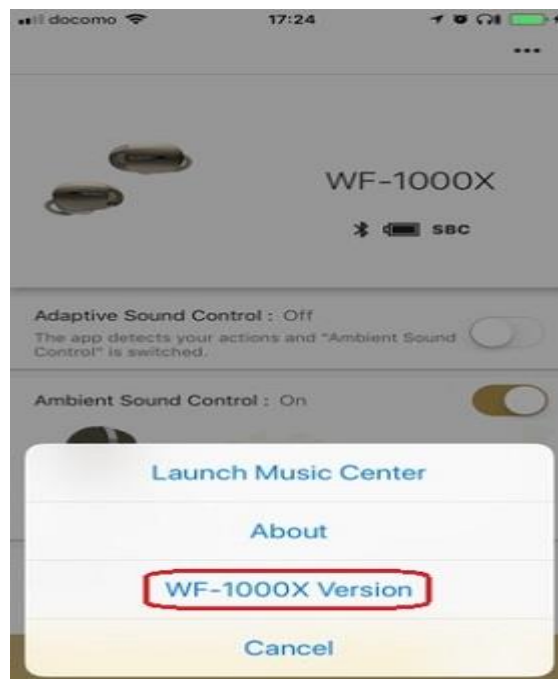 docomo 17:24
•••
WF-1000X
SBC
Adaptive Sound Control : Off
The app detects your actions and "Ambient Sound
Control" is switched.
Ambient Sound Control : On
Launch Music Center
About
WF-1000X Version
Cancel